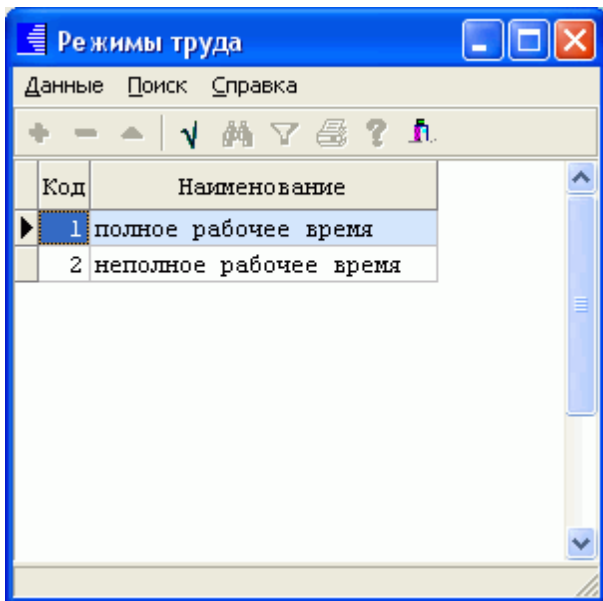 Режимы труда
Данные Поиск Справка
Код Наименование
1 полное рабочее время
2 неполное рабочее время